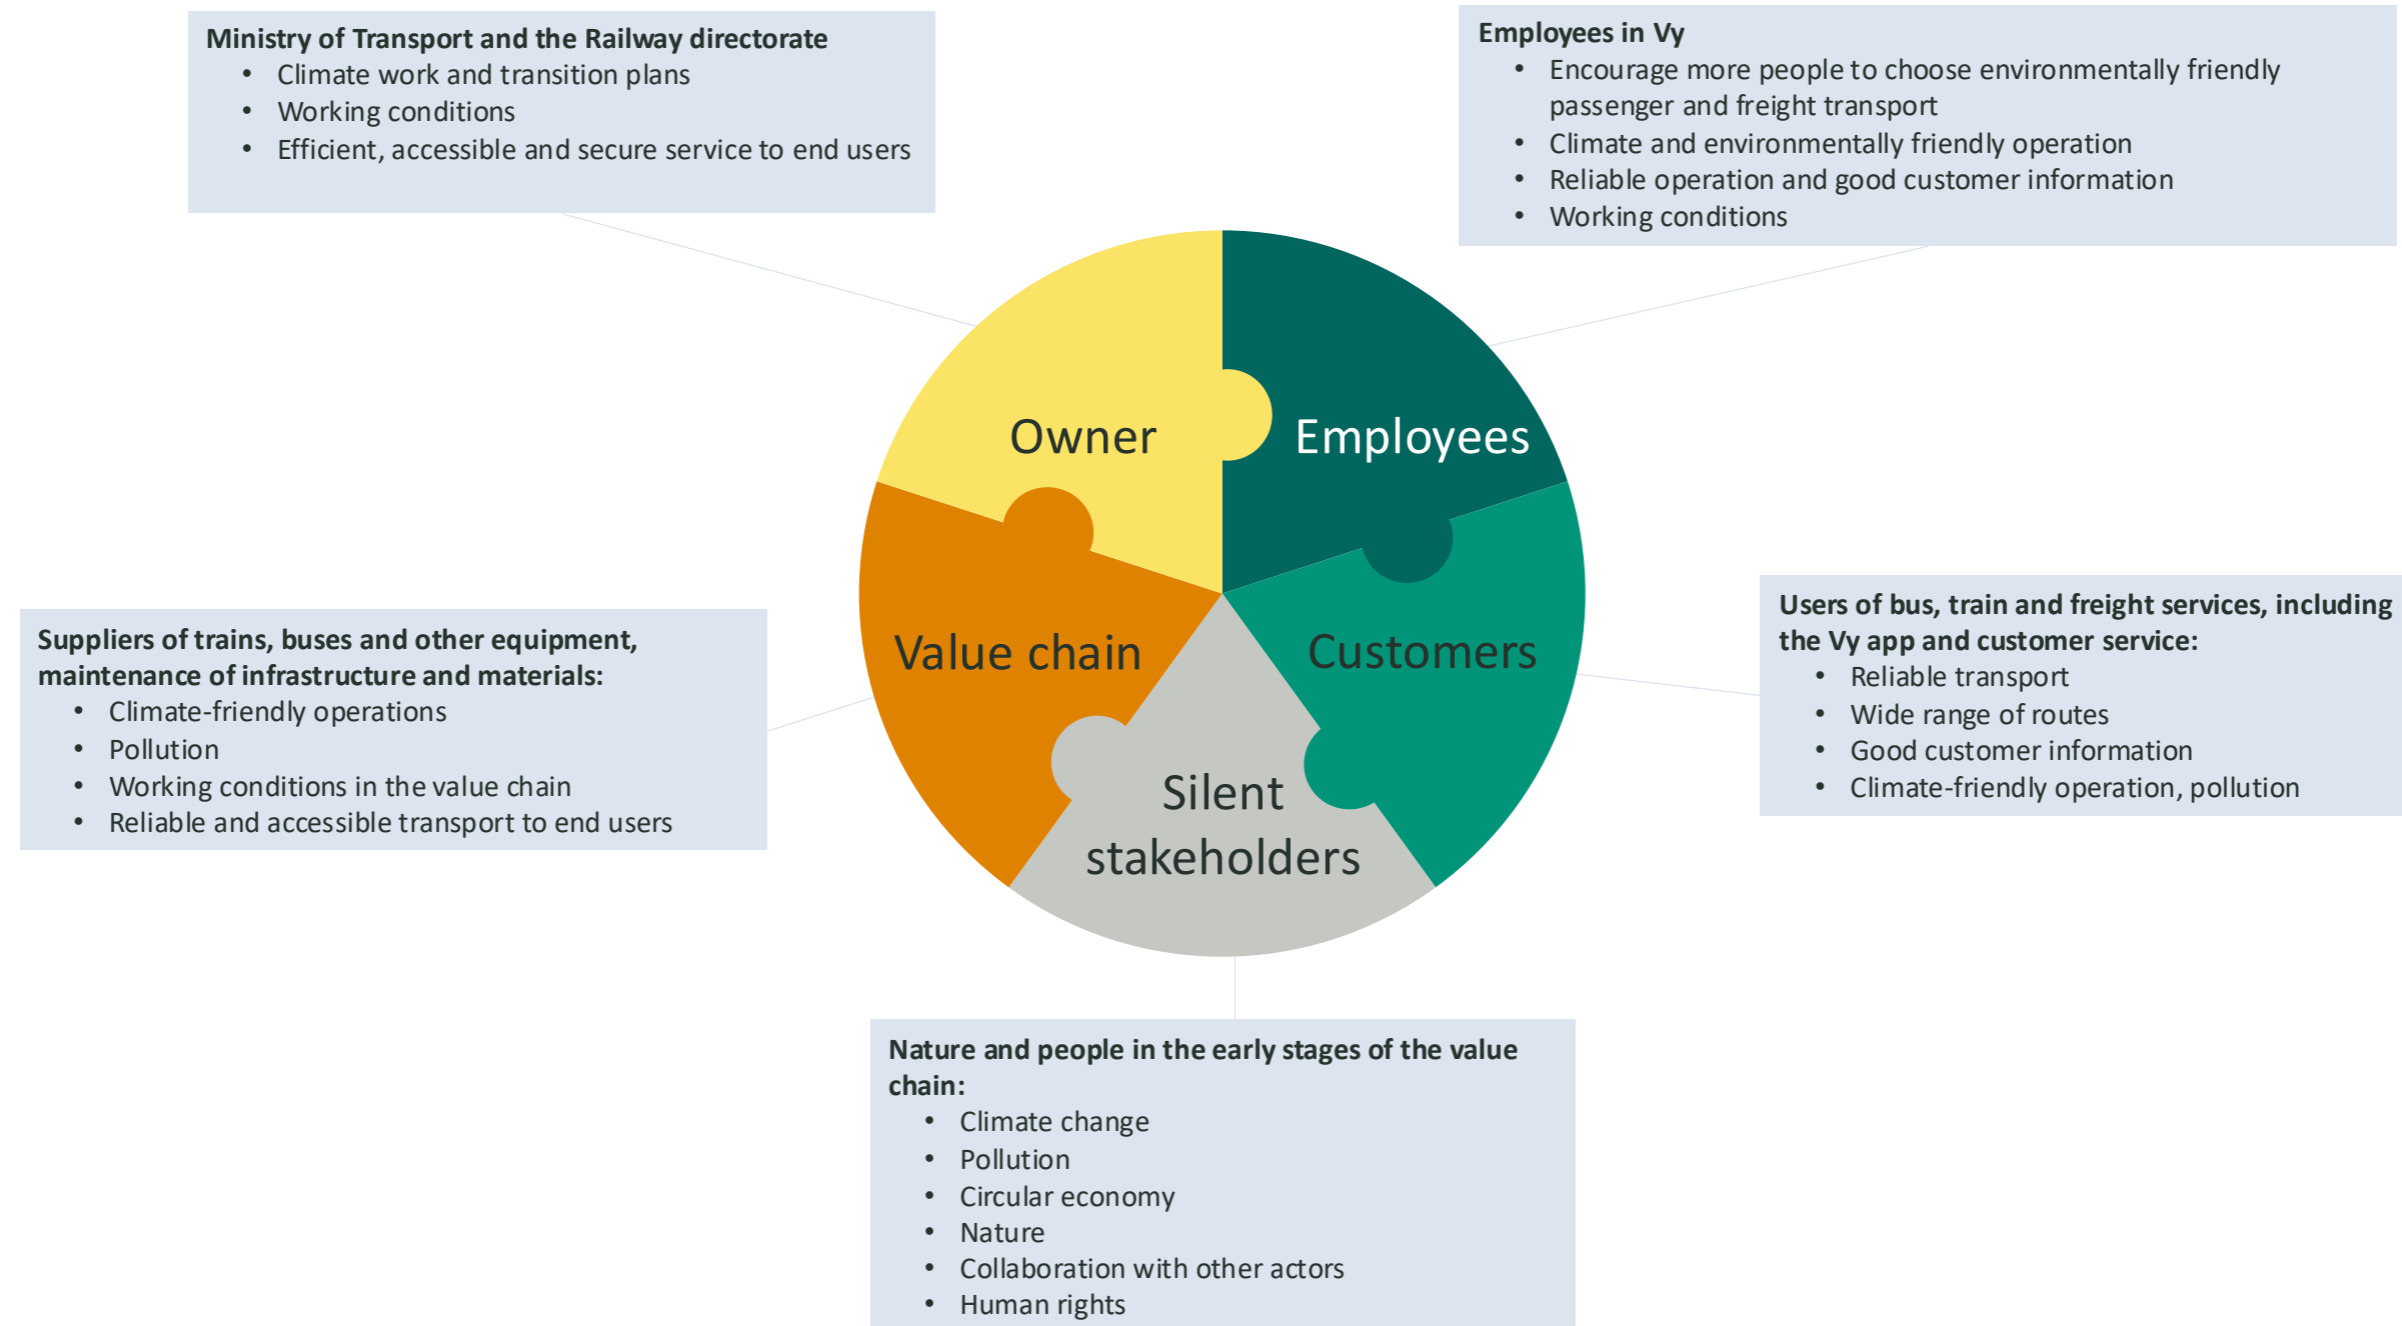 Ministry of Transport and the Railway directorate
• Climate work and transition plans
• Working conditions
• Efficient, accessible and secure service to end users
Employees in Vy
• Encourage more people to choose environmentally friendly
passenger and freight transport
• Climate and environmentally friendly operation
• Reliable operation and good customer information
• Working conditions
Owner
Employees
Value chain
Customers
Silent
stakeholders
Suppliers of trains, buses and other equipment,
maintenance of infrastructure and materials:
• Climate-friendly operations
• Pollution
• Working conditions in the value chain
• Reliable and accessible transport to end users
Users of bus, train and freight services, including
the Vy app and customer service:
• Reliable transport
• Wide range of routes
• Good customer information
• Climate-friendly operation, pollution
Nature and people in the early stages of the value
chain:
• Climate change
• Pollution
• Circular economy
• Nature
• Collaboration with other actors
• Human rights